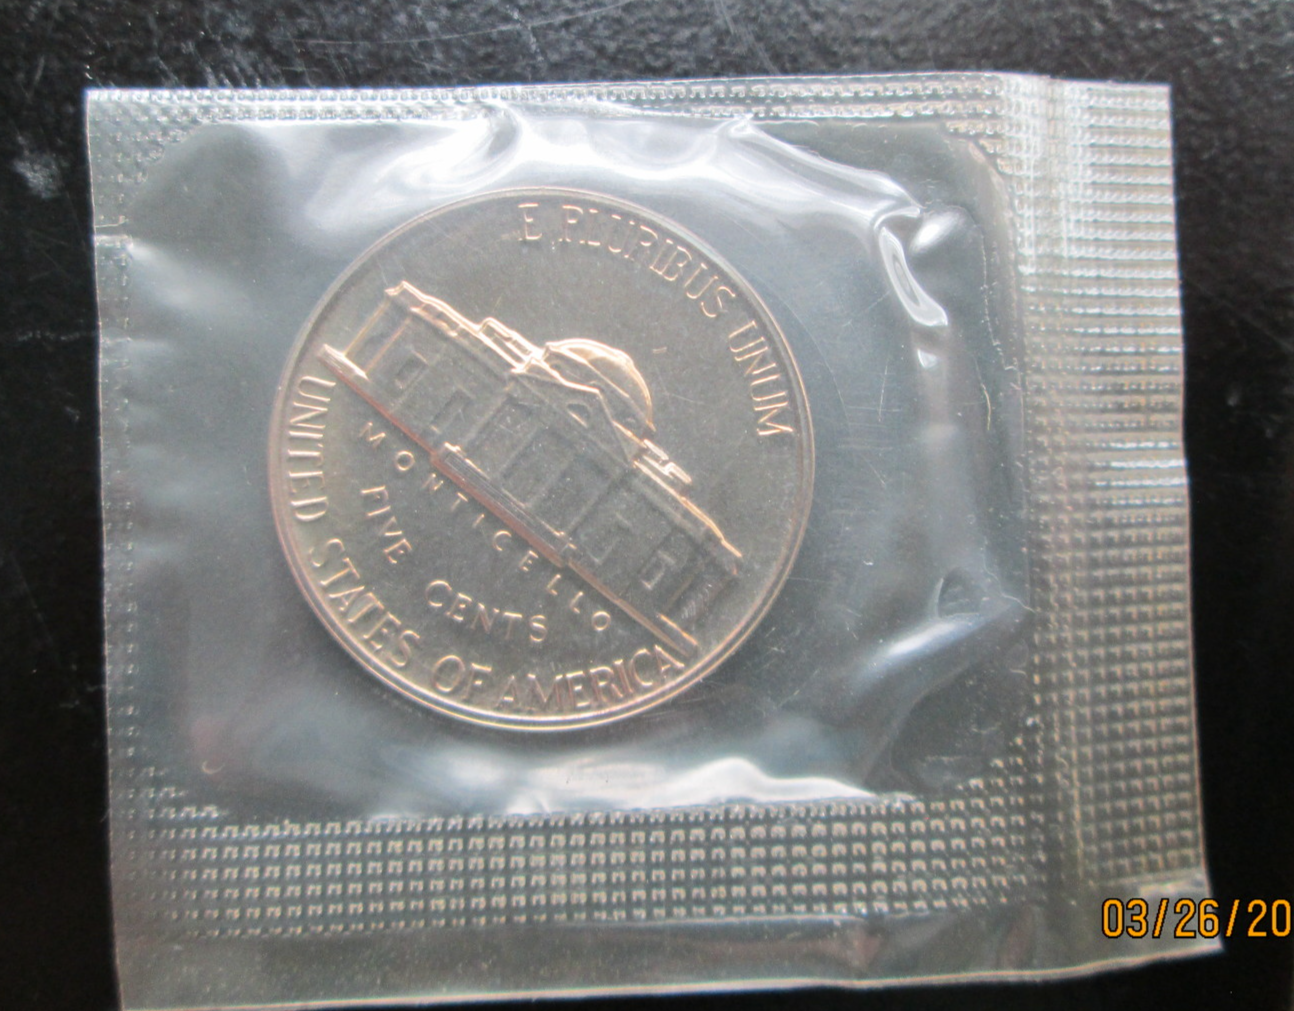 E PLURIBUS UNUM
MONTICELLO
FIVE CENTS
UNITED STATES OF AMERICA
03/26/20